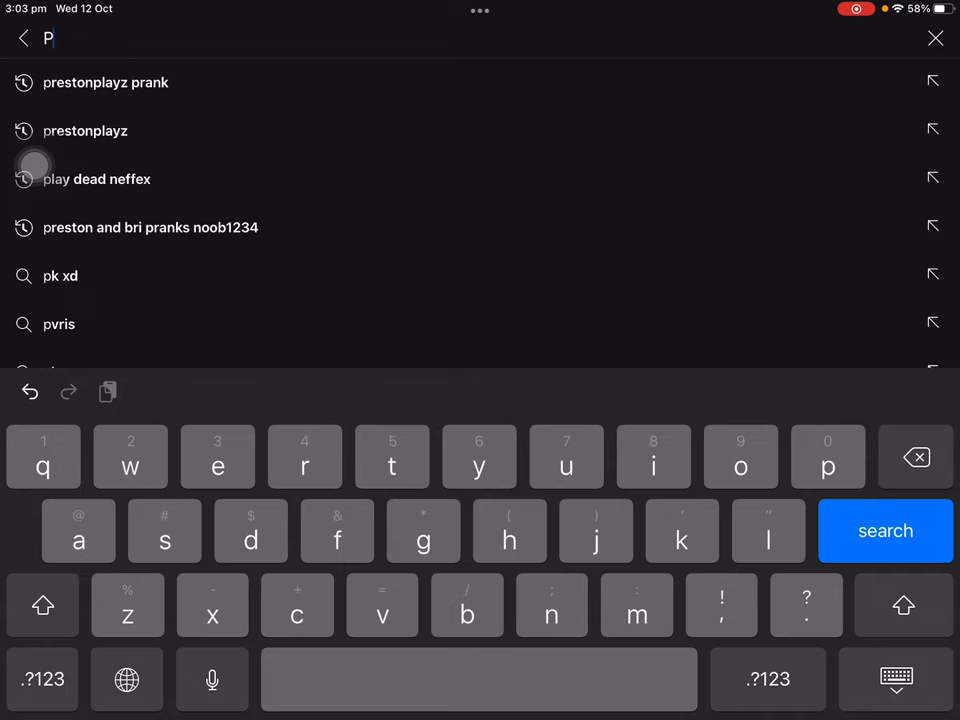 3:03 pm Wed 12 Oct 58%
P
prestonplayz prank
prestonplayz
play dead neffex
preston and bri pranks noob1234
pk xd
pvris
1 2 3 4 5 6 7 8 9 0
q w e r t y u i o p
@ # $ & * ( ) ' "
a s d f g h j k l search
% - + = / ; : ! ?
z x c v b n m , .
.?123 .?123